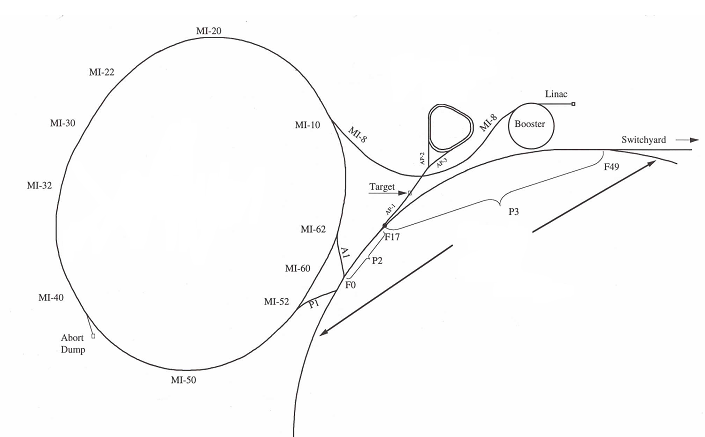 MI-20
MI-22
MI-30
MI-10
MI-8
MI-8
Linac
Booster
Switchyard
AP-2
AP-3
F49
MI-32
Target
AP-1
P3
MI-62
A1
F17
P2
MI-60
F0
MI-40
MI-52
P1
Abort
Dump
MI-50